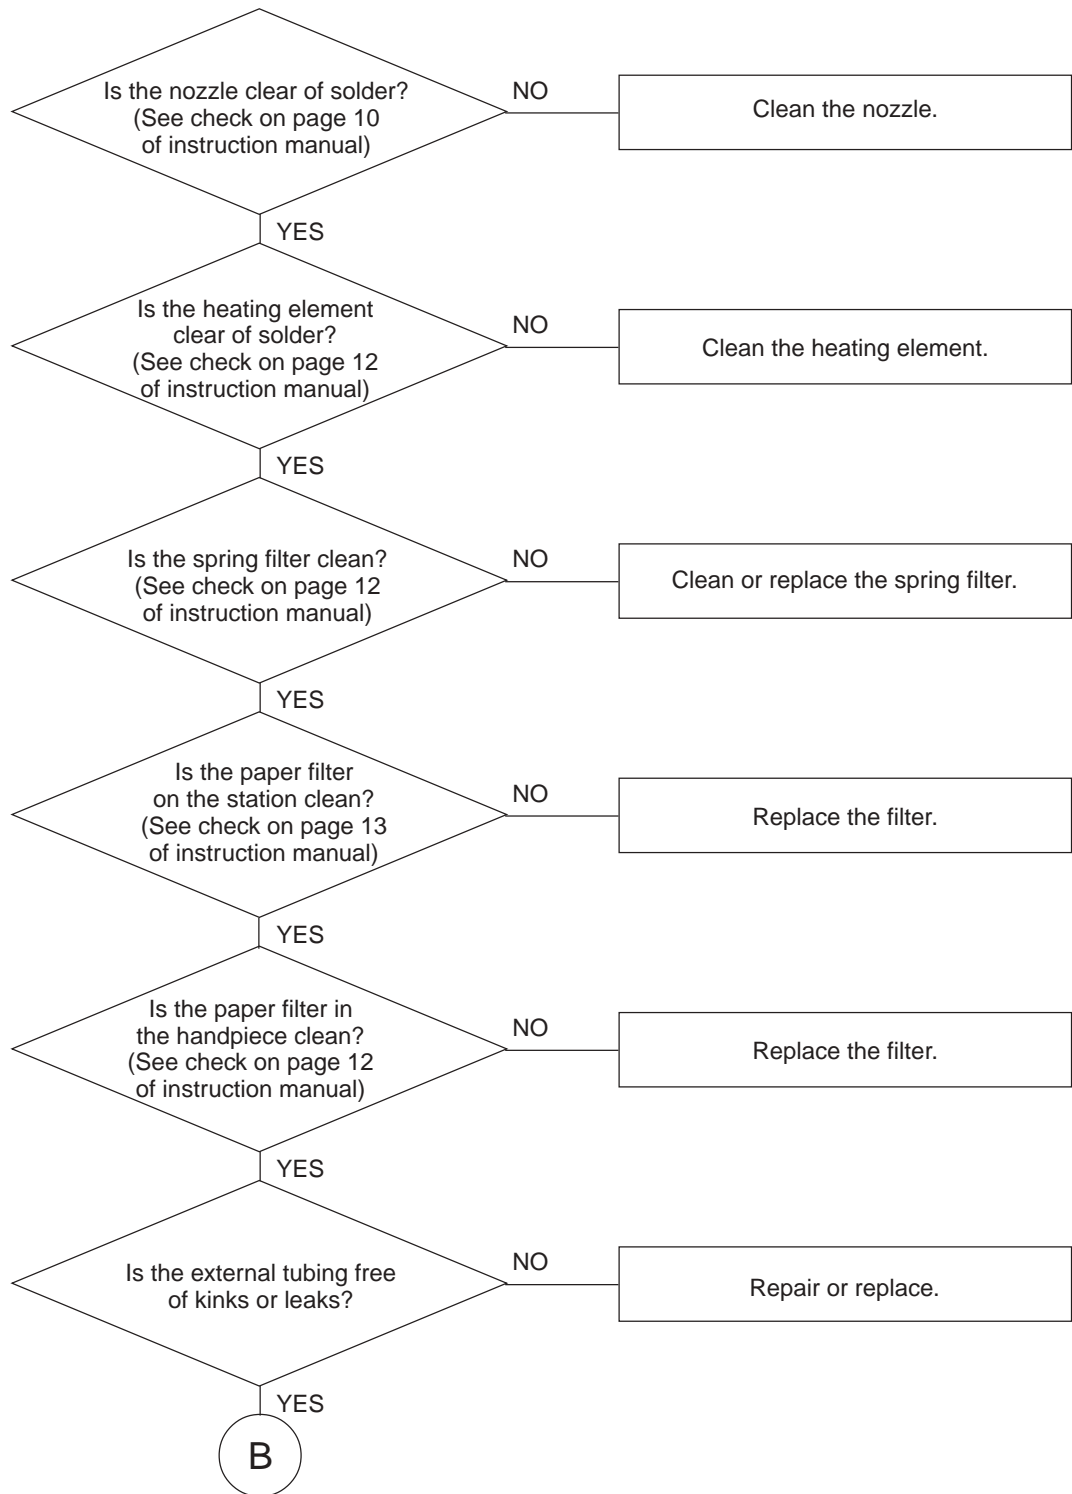 Is the nozzle clear of solder?
(See check on page 10
of instruction manual)
NO
Clean the nozzle.
YES
Is the heating element
clear of solder?
(See check on page 12
of instruction manual)
NO
Clean the heating element.
YES
Is the spring filter clean?
(See check on page 12
of instruction manual)
NO
Clean or replace the spring filter.
YES
Is the paper filter
on the station clean?
(See check on page 13
of instruction manual)
NO
Replace the filter.
YES
Is the paper filter in
the handpiece clean?
(See check on page 12
of instruction manual)
NO
Replace the filter.
YES
Is the external tubing free
of kinks or leaks?
NO
Repair or replace.
YES
B